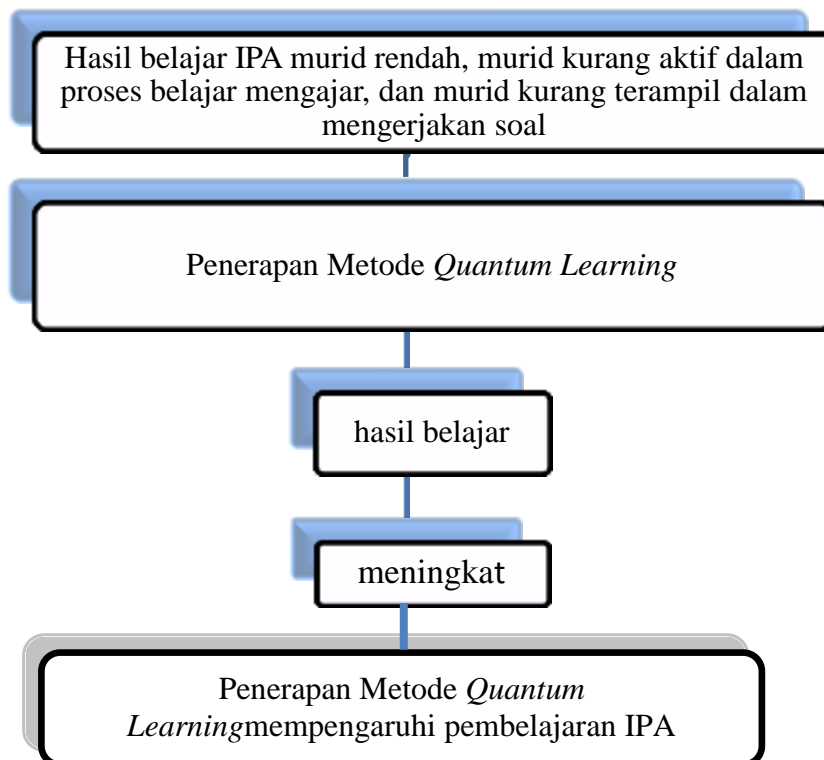 Hasil belajar IPA murid rendah, murid kurang aktif dalam
proses belajar mengajar, dan murid kurang terampil dalam
mengerjakan soal
Penerapan Metode Quantum Learning
hasil belajar
meningkat
Penerapan Metode Quantum
Learningmempengaruhi pembelajaran IPA